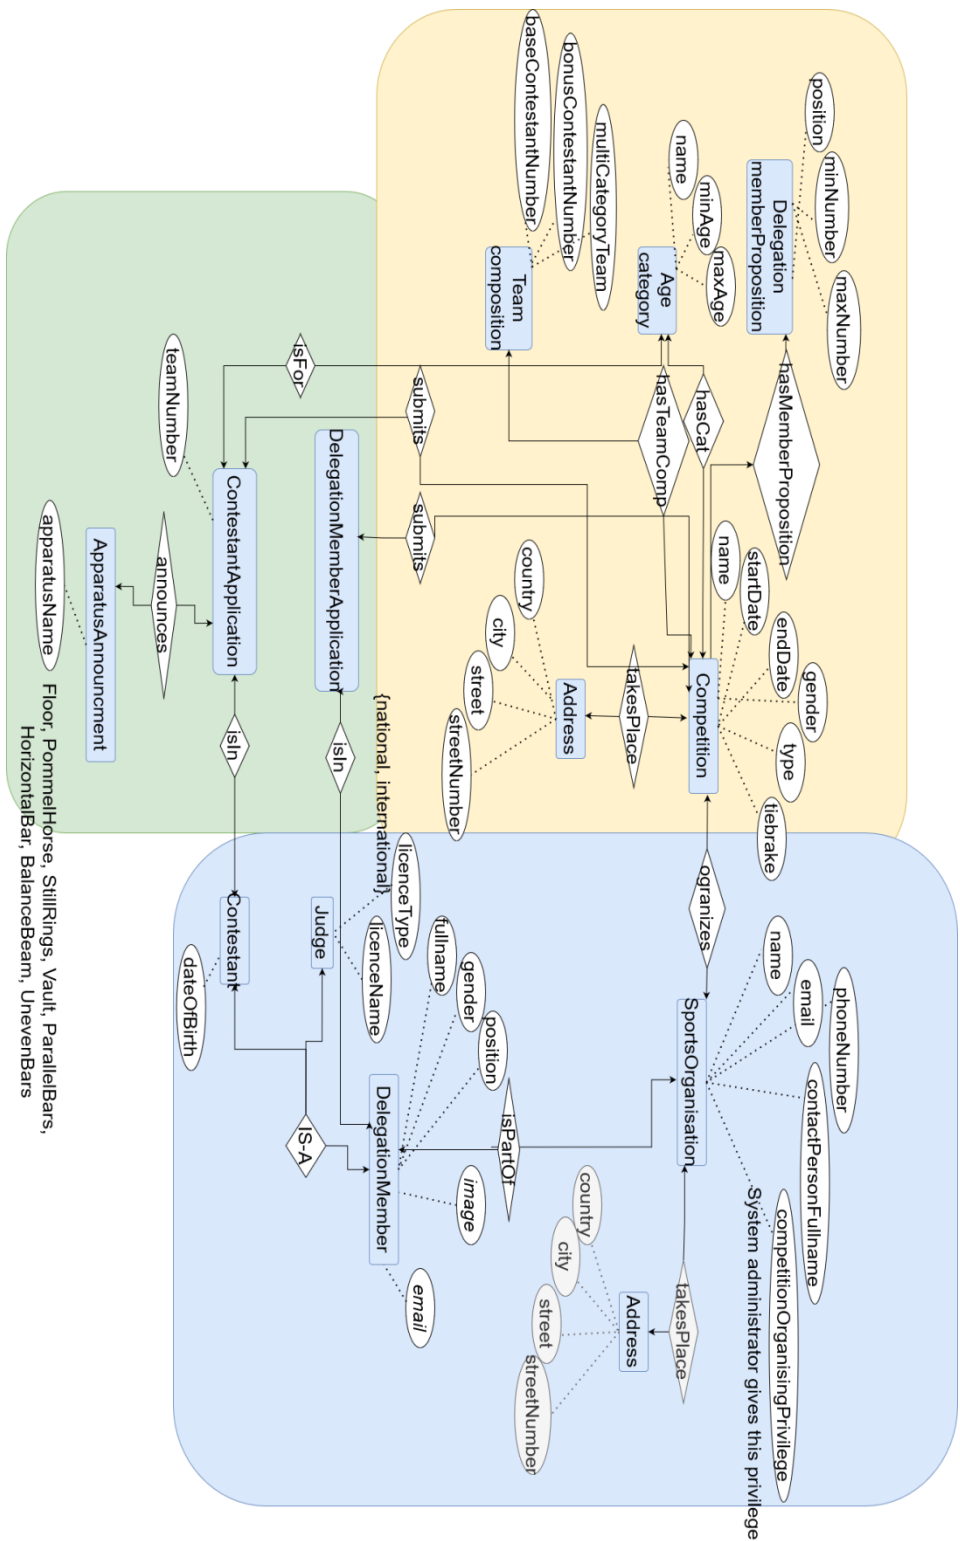 position
minNumber
maxNumber
Delegation
memberProposition
hasMemberProposition
name
minAge
maxAge
Age
category
hasCat
multiCategoryTeam
bonusContestantNumber
baseContestantNumber
Team
composition
hasTeamComp
name
startDate
endDate
gender
type
tiebrake
Competition
takesPlace
Address
country
city
street
streetNumber
submits
submits
isFor
teamNumber
DelegationMemberApplication
ContestantApplication
announces
ApparatusAnnouncment
apparatusName
Floor, PommelHorse, StillRings, Vault, ParallelBars,
HorizontalBar, BalanceBeam, UnevenBars
isIn
isIn
{national, international}
ogranizes
name
email
phoneNumber
contactPersonFullname
competitionOrganisingPrivilege
System administrator gives this privilege
SportsOrganisation
takesPlace
Address
country
city
street
streetNumber
isPartOf
licenceType
licenceName
Judge
Contestant
dateOfBirth
fullname
gender
position
image
email
DelegationMember
IS-A